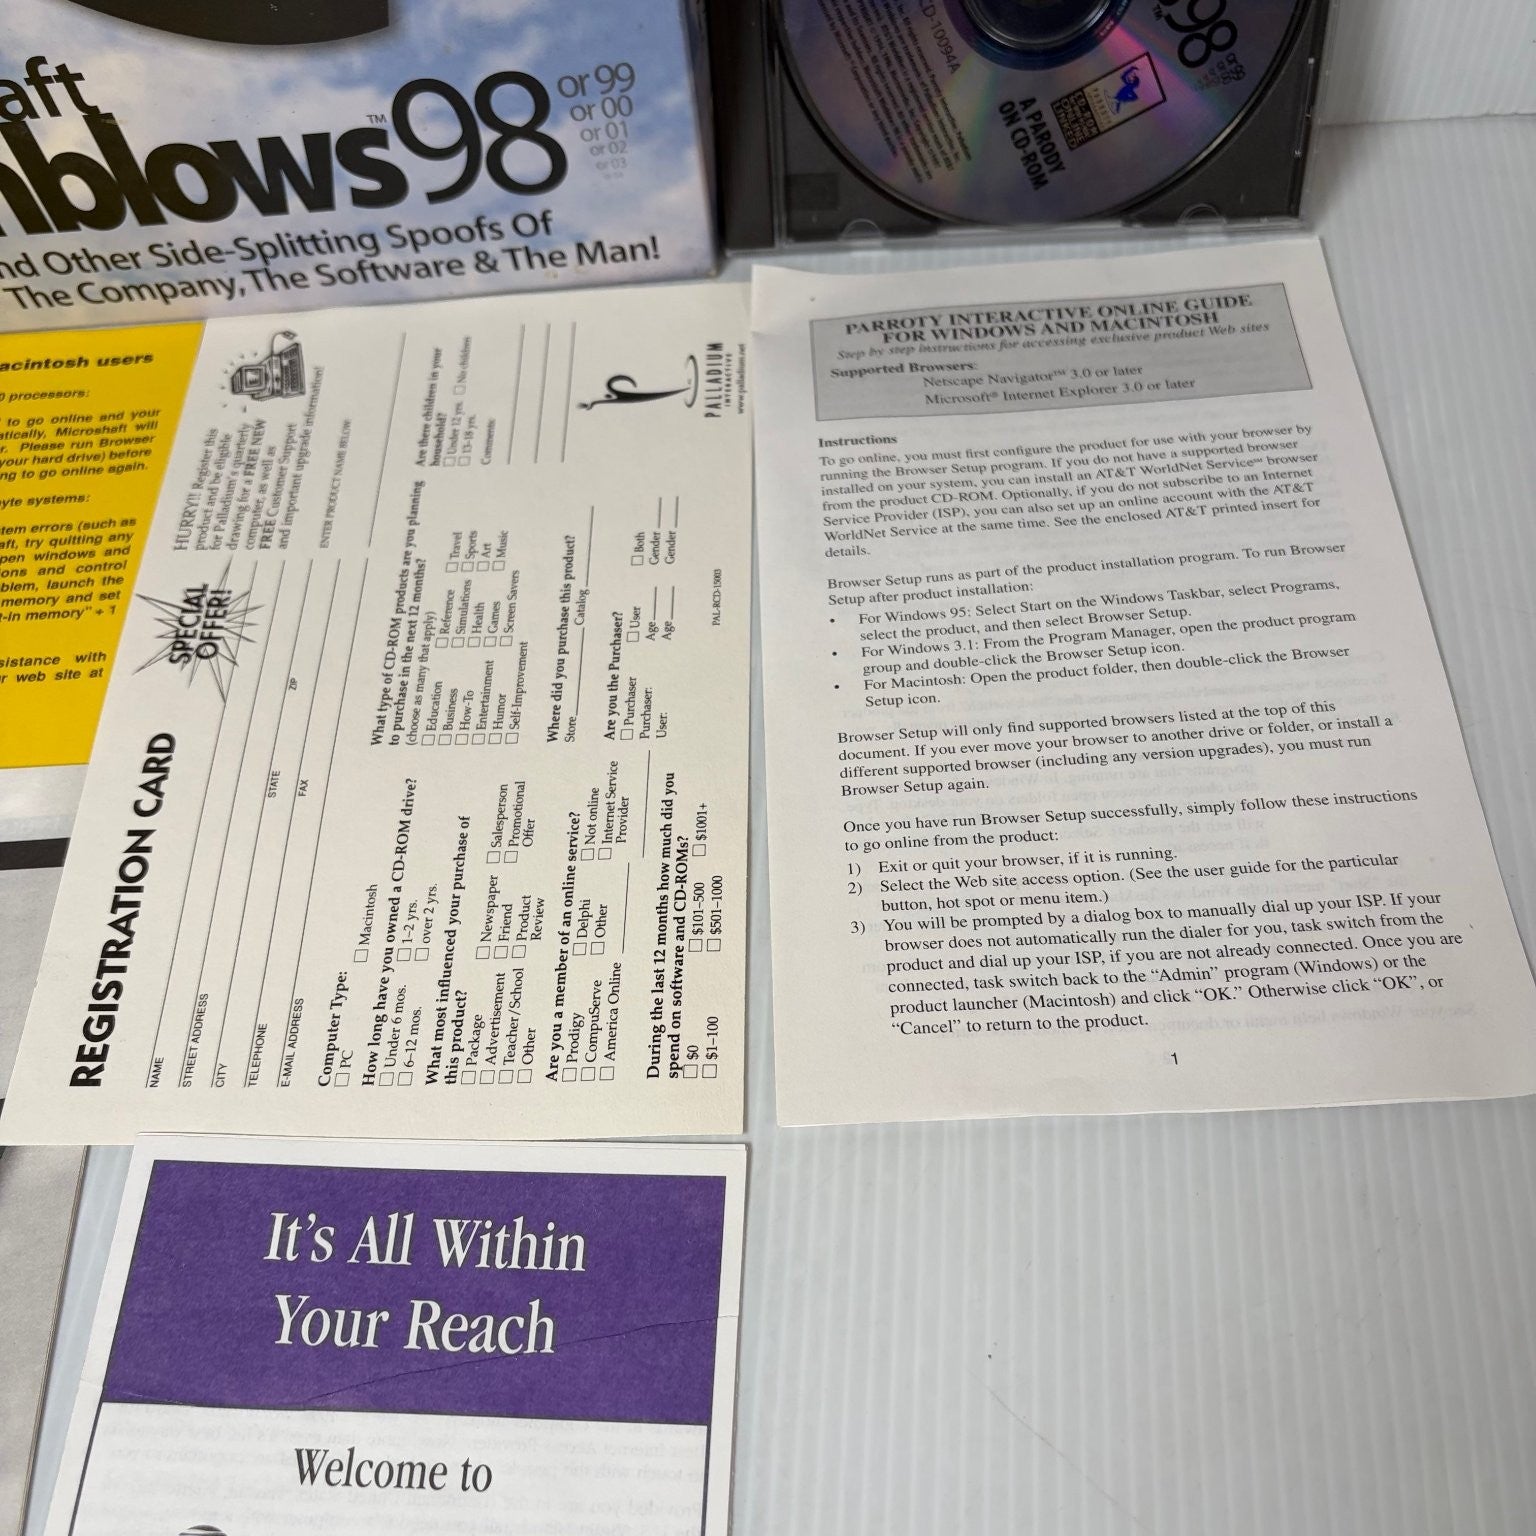 aft
nblows™98
or 99
or 00
or 01
or 02
or 03
nd Other Side-Splitting Spoofs Of
The Company, The Software & The Man!
98
or 99
™
CD-10094A
A PARODY
ON CD-ROM
acintosh users
0 processors:
to go online and your
atically, Microshaft will
r. Please run Browser
your hard drive) before
ng to go online again.
yte systems:
tem errors (such as
aft, try quitting any
pen windows and
ons and control
blem, launch the
memory and set
t-in memory" + 1
sistance with
r web site at
REGISTRATION CARD
SPECIAL
OFFER!
HURRY!! Register this
product and be eligible
for Palladium's quarterly
drawing for a FREE NEW
computer, as well as
FREE Customer Support
and important upgrade information!
NAME
STREET ADDRESS
CITY
STATE
ZIP
TELEPHONE
FAX
E-MAIL ADDRESS
ENTER PRODUCT NAME BELOW:
Computer Type:
PC
Macintosh
How long have you owned a CD-ROM drive?
Under 6 mos.
1–2 yrs.
6–12 mos.
over 2 yrs.
What most influenced your purchase of
this product?
Package
Newspaper
Salesperson
Advertisement
Friend
Promotional
Offer
Teacher/School
Product
Review
Other
Are you a member of an online service?
Prodigy
Delphi
Not online
CompuServe
Other
Internet Service
Provider
America Online
During the last 12 months how much did you
spend on software and CD-ROMs?
$0
$101–500
$1001+
$1–100
$501–1000
What type of CD-ROM products are you planning
to purchase in the next 12 months?
(choose as many that apply)
Education
Reference
Travel
Business
Simulations
Sports
How-To
Health
Art
Entertainment
Games
Music
Humor
Screen Savers
Self-Improvement
Where did you purchase this product?
Store
Catalog
Are you the Purchaser?
Purchaser
User
Both
Purchaser:
Age
Gender
User:
Age
Gender
Are there children in your
household?
Under 12 yrs.
No children
13–18 yrs.
Comments:
PALLADIUM
INTERACTIVE
www.palladium.net
PAL-RCD-10003
PARROTY INTERACTIVE ONLINE GUIDE
FOR WINDOWS AND MACINTOSH
Step by step instructions for accessing exclusive product Web sites
Supported Browsers:
Netscape Navigator™ 3.0 or later
Microsoft® Internet Explorer 3.0 or later
Instructions
To go online, you must first configure the product for use with your browser by
running the Browser Setup program. If you do not have a supported browser
installed on your system, you can install an AT&T WorldNet Service℠ browser
from the product CD-ROM. Optionally, if you do not subscribe to an Internet
Service Provider (ISP), you can also set up an online account with the AT&T
WorldNet Service at the same time. See the enclosed AT&T printed insert for
details.
Browser Setup runs as part of the product installation program. To run Browser
Setup after product installation:
• For Windows 95: Select Start on the Windows Taskbar, select Programs,
select the product, and then select Browser Setup.
• For Windows 3.1: From the Program Manager, open the product program
group and double-click the Browser Setup icon.
• For Macintosh: Open the product folder, then double-click the Browser
Setup icon.
Browser Setup will only find supported browsers listed at the top of this
document. If you ever move your browser to another drive or folder, or install a
different supported browser (including any version upgrades), you must run
Browser Setup again.
Once you have run Browser Setup successfully, simply follow these instructions
to go online from the product:
1) Exit or quit your browser, if it is running.
2) Select the Web site access option. (See the user guide for the particular
button, hot spot or menu item.)
3) You will be prompted by a dialog box to manually dial up your ISP. If your
browser does not automatically run the dialer for you, task switch from the
product and dial up your ISP, if you are not already connected. Once you are
connected, task switch back to the “Admin” program (Windows) or the
product launcher (Macintosh) and click “OK.” Otherwise click “OK”, or
“Cancel” to return to the product.
1
It's All Within
Your Reach
Welcome to